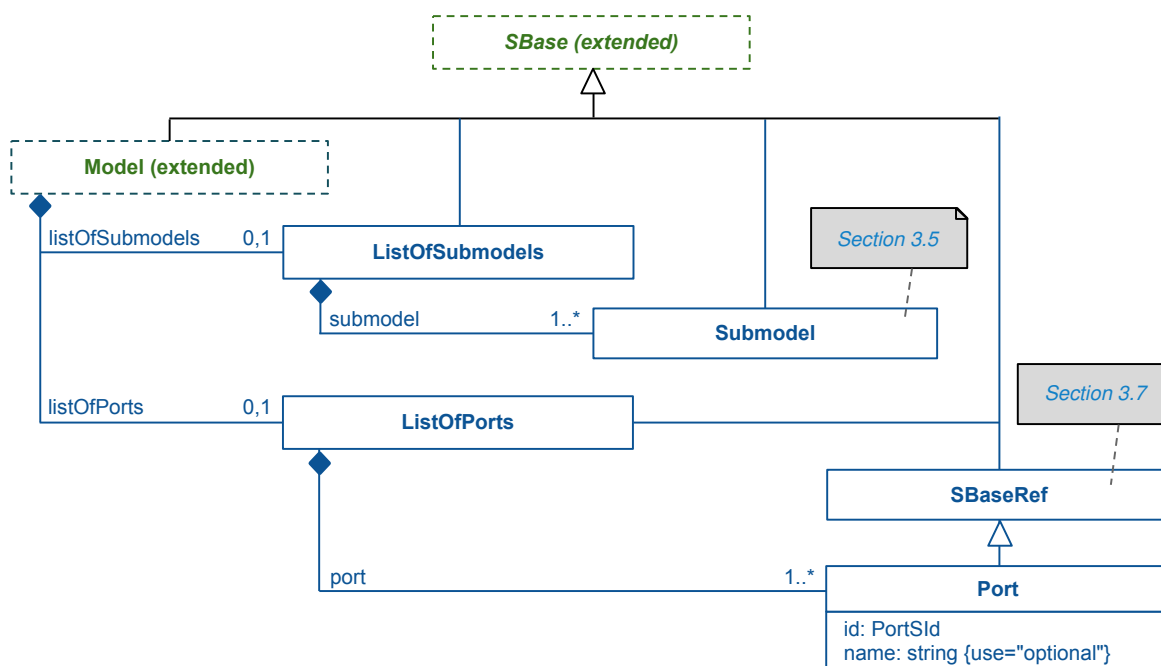 SBase (extended)
Model (extended)
listOfSubmodels 0,1
ListOfSubmodels
Section 3.5
submodel 1..*
Submodel
listOfPorts 0,1
ListOfPorts
Section 3.7
SBaseRef
port 1..*
Port
id: PortSId
name: string {use="optional"}